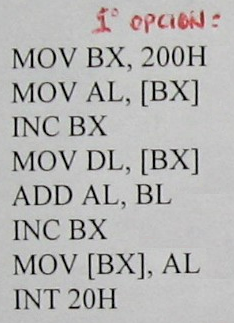 1º OPCION:
MOV BX, 200H
MOV AL, [BX]
INC BX
MOV DL, [BX]
ADD AL, BL
INC BX
MOV [BX], AL
INT 20H